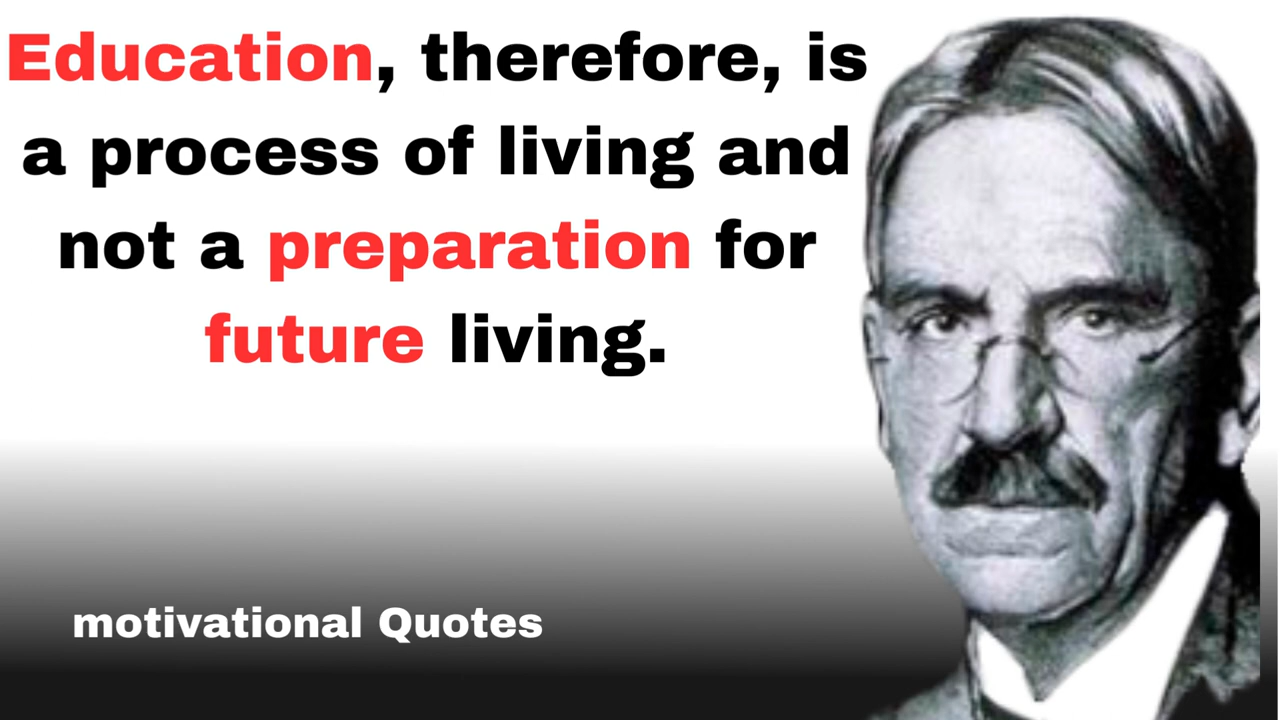 Education, therefore, is
a process of living and
not a preparation for
future living.
motivational Quotes